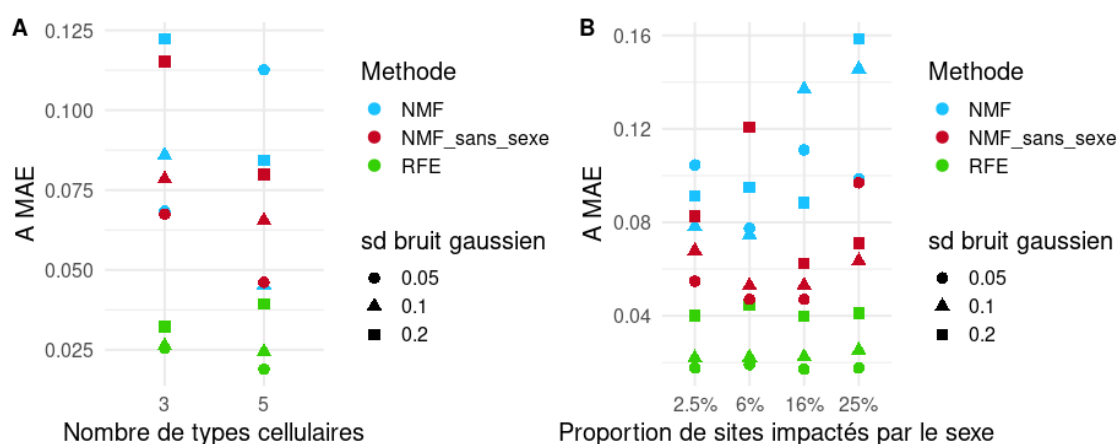 A
A MAE
0.125
0.100
0.075
0.050
0.025
3
5
Nombre de types cellulaires
Methode
NMF
NMF_sans_sexe
RFE
sd bruit gaussien
0.05
0.1
0.2
B
A MAE
0.16
0.12
0.08
0.04
2.5%
6%
16%
25%
Proportion de sites impactés par le sexe
Methode
NMF
NMF_sans_sexe
RFE
sd bruit gaussien
0.05
0.1
0.2